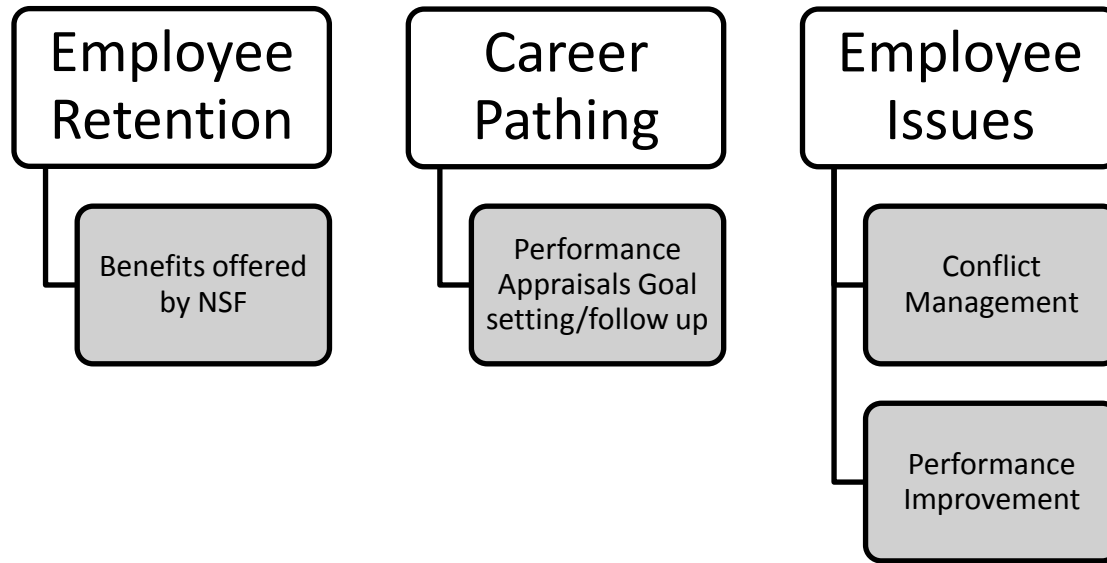 Employee
Retention
Benefits offered
by NSF
Career
Pathing
Performance
Appraisals Goal
setting/follow up
Employee
Issues
Conflict
Management
Performance
Improvement